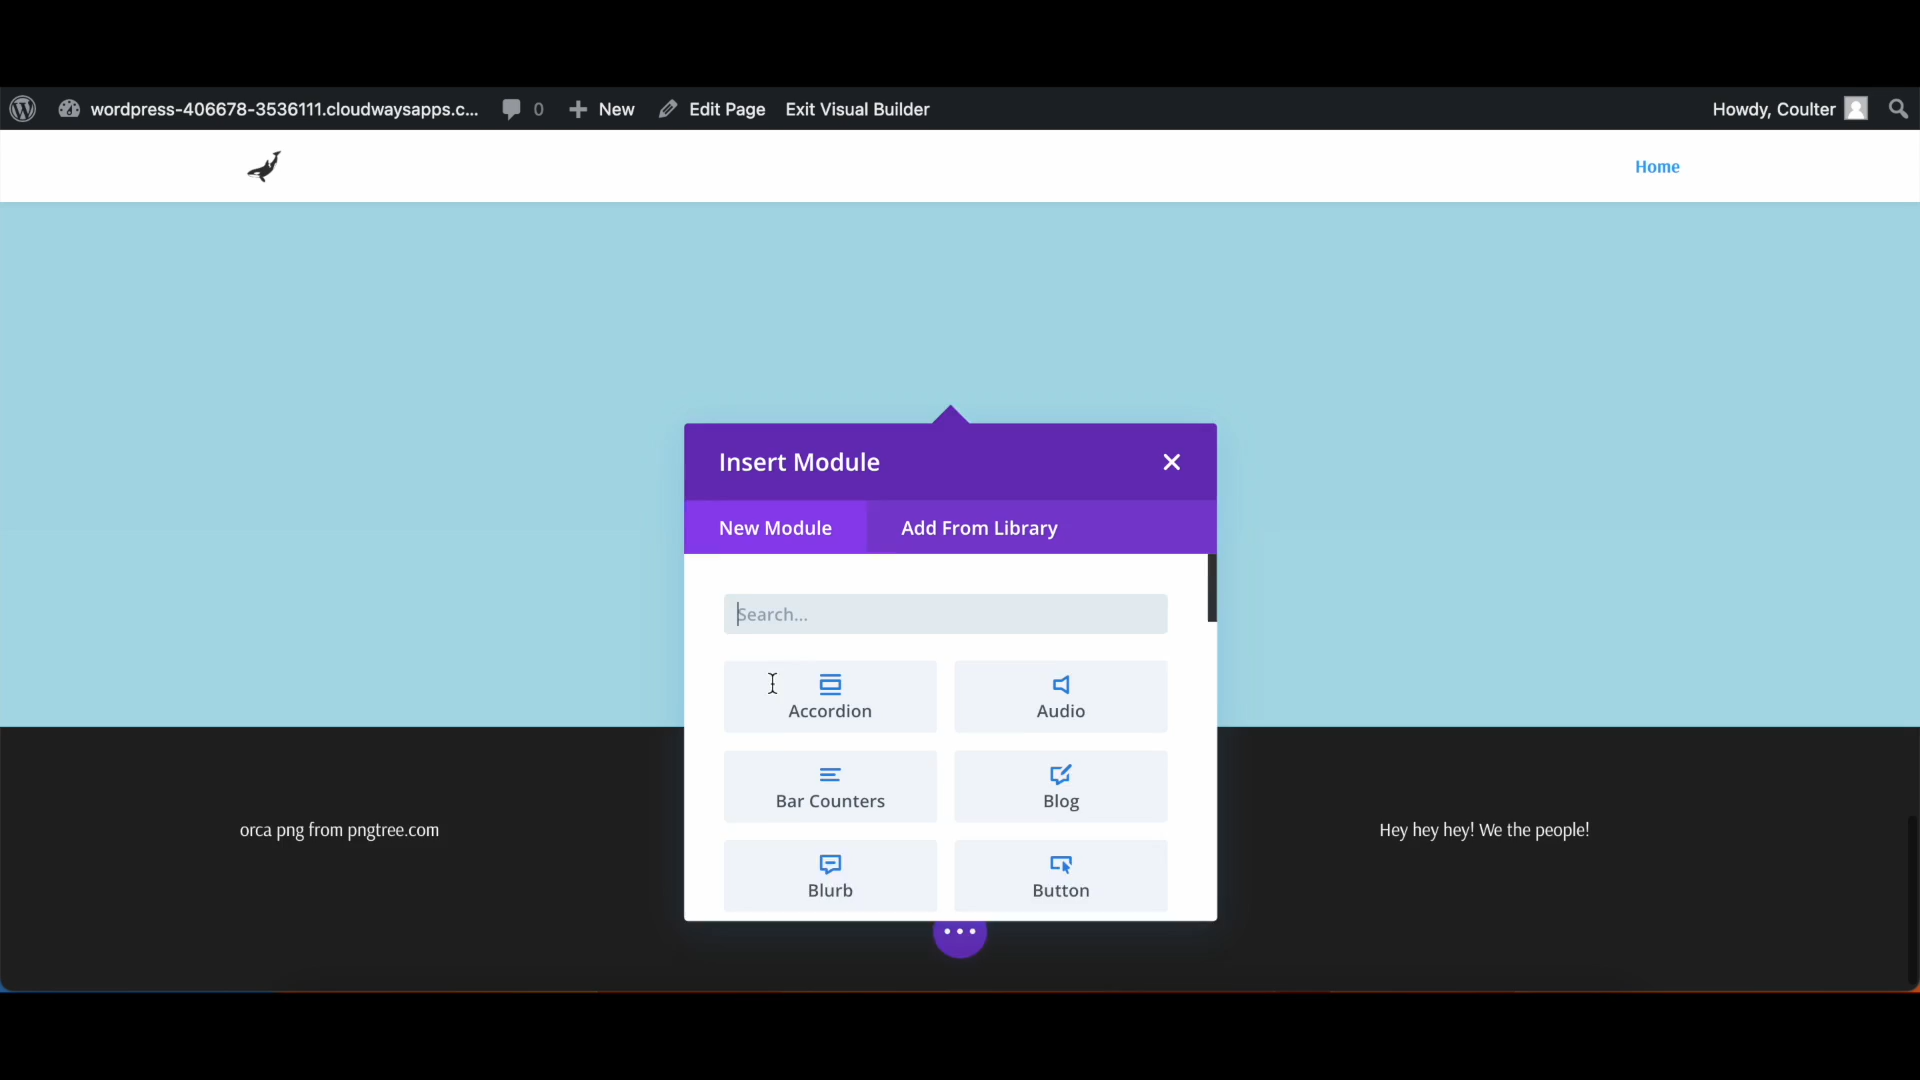 wordpress-406678-3536111.cloudwaysapps.c... 0 New Edit Page Exit Visual Builder Howdy, Coulter
Home
Insert Module
New Module Add From Library
Search...
Accordion Audio
Bar Counters Blog
orca png from pngtree.com Hey hey hey! We the people!
Blurb Button